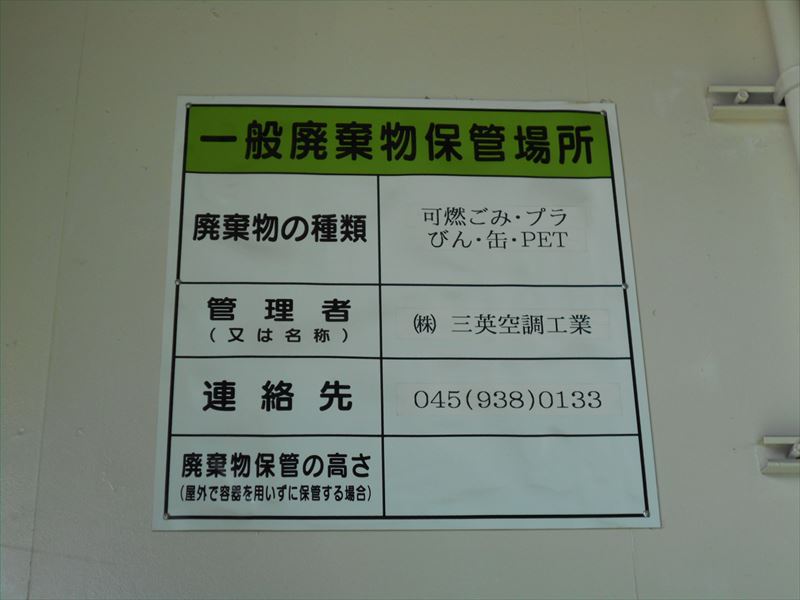 一般廃棄物保管場所
廃棄物の種類
可燃ごみ・プラ
びん・缶・PET
管理者
(又は名称)
㈱ 三英空調工業
連絡先
045(938)0133
廃棄物保管の高さ
(屋外で容器を用いずに保管する場合)